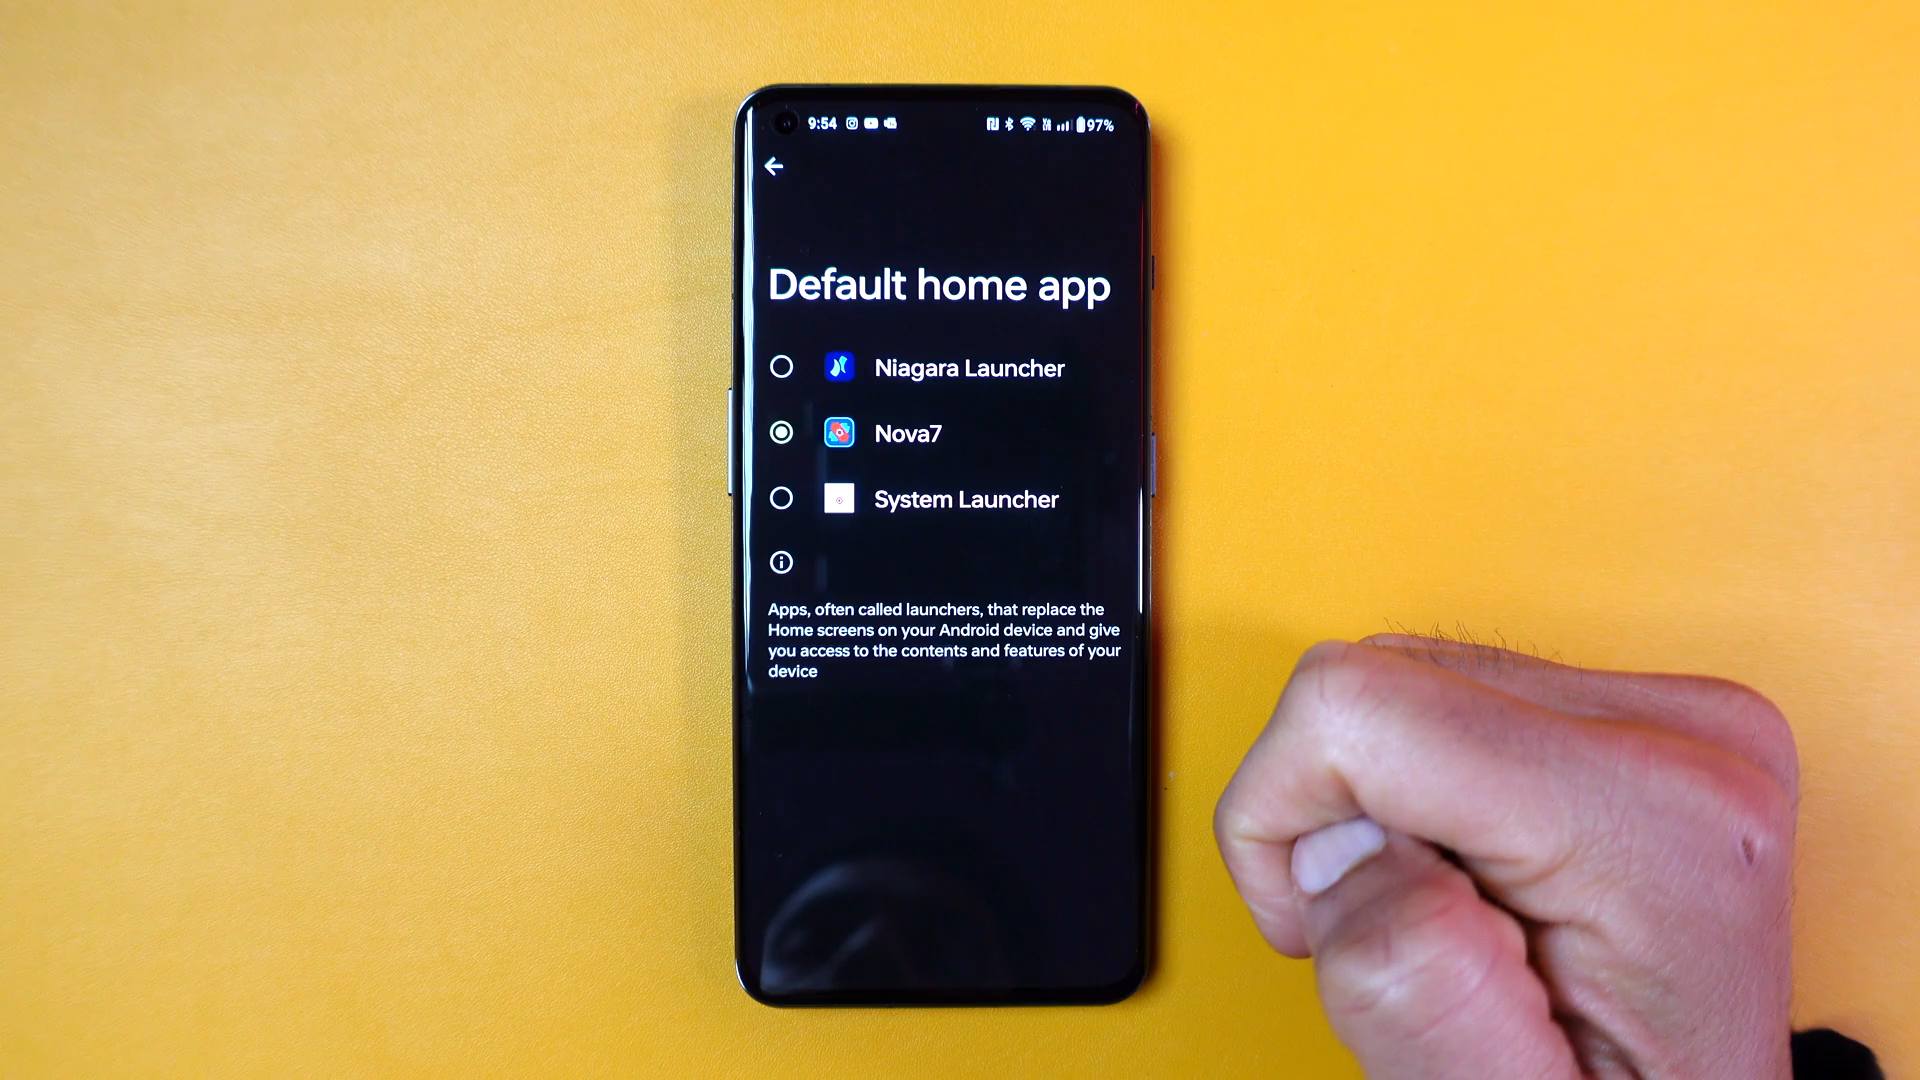 9:54 97%
Default home app
Niagara Launcher
Nova7
System Launcher
Apps, often called launchers, that replace the
Home screens on your Android device and give
you access to the contents and features of your
device